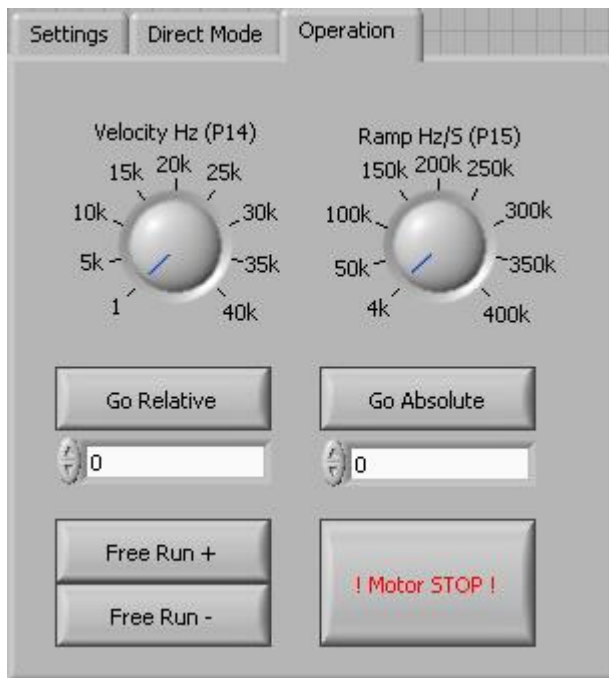 Settings
Direct Mode
Operation
Velocity Hz (P14)
1
5k
10k
15k
20k
25k
30k
35k
40k
Ramp Hz/S (P15)
4k
50k
100k
150k
200k
250k
300k
350k
400k
Go Relative
0
Go Absolute
0
Free Run +
Free Run -
! Motor STOP !